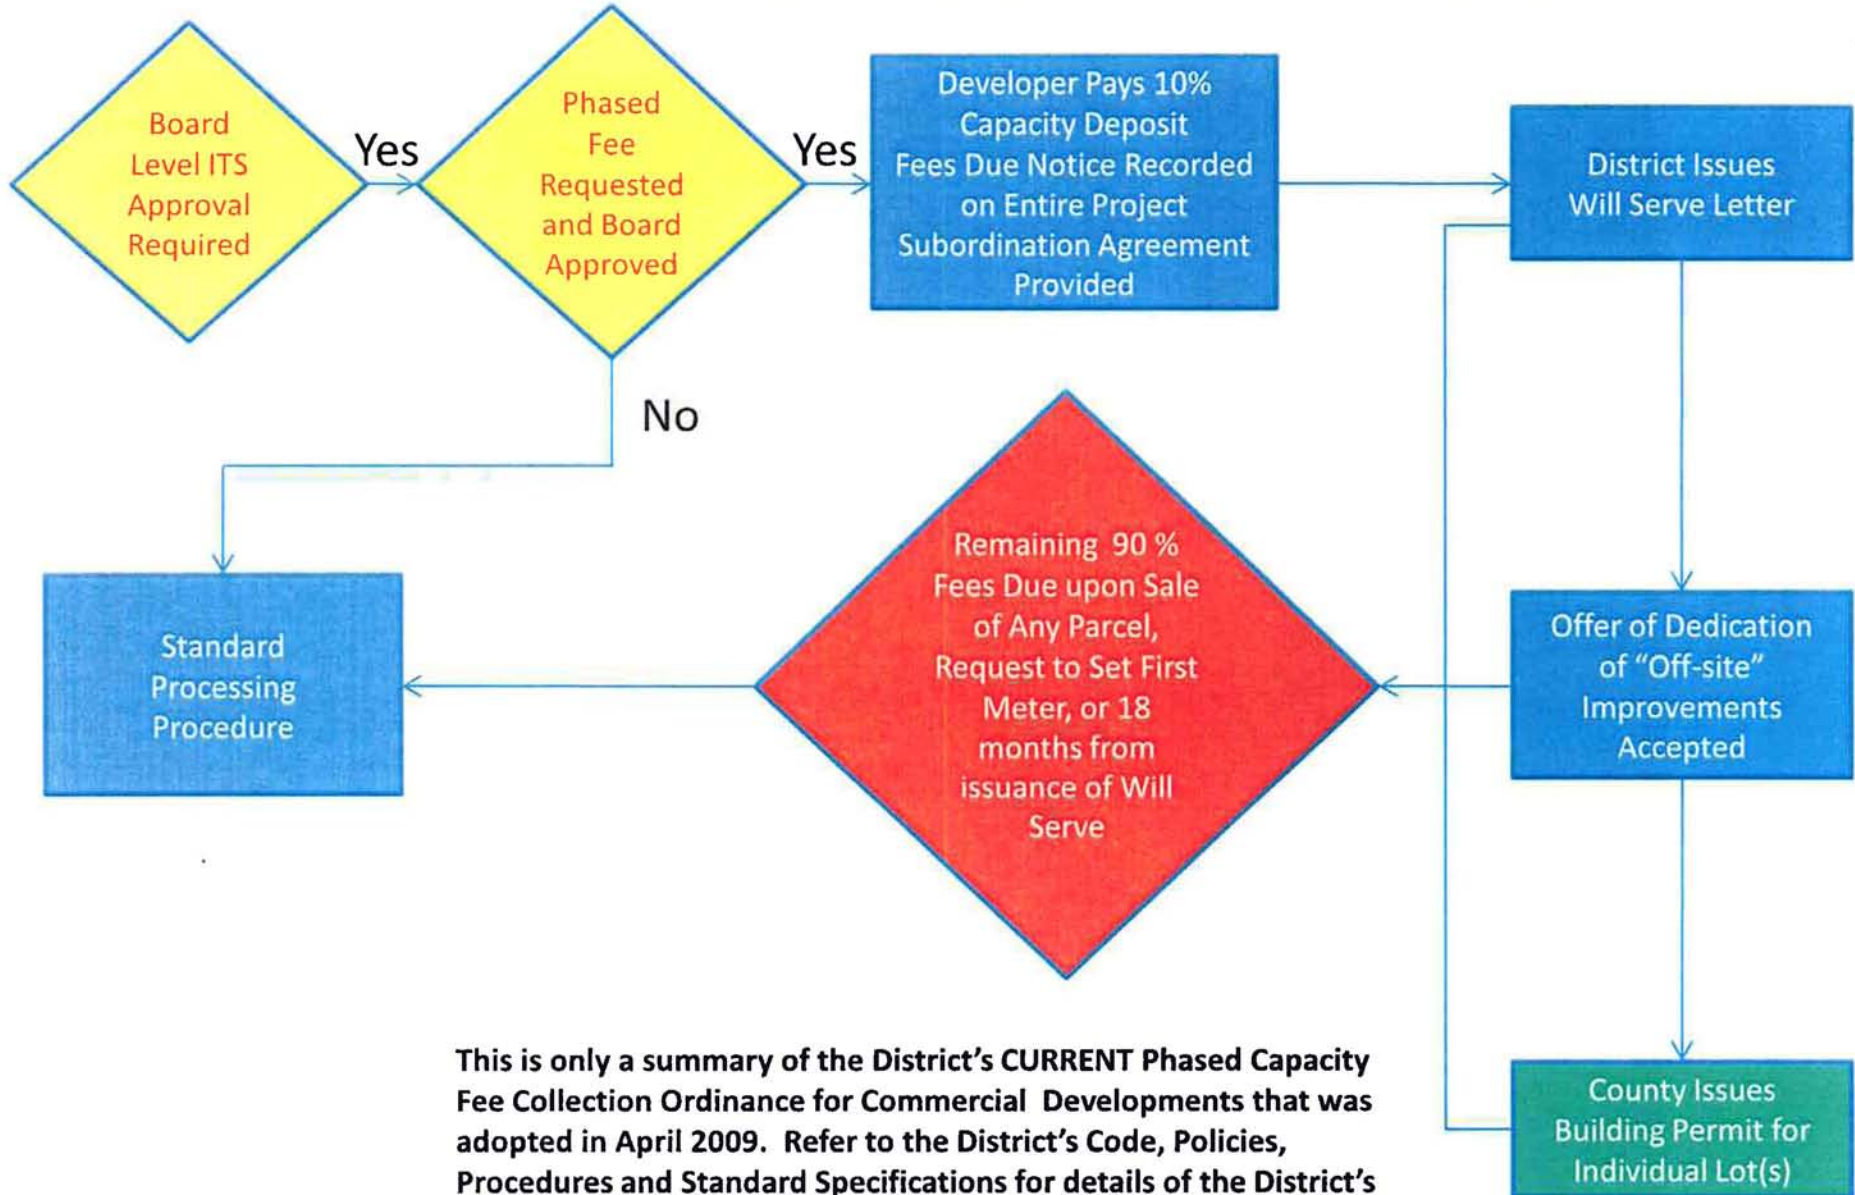 Board
Level ITS
Approval
Required
Yes
Phased
Fee
Requested
and Board
Approved
Yes
Developer Pays 10%
Capacity Deposit
Fees Due Notice Recorded
on Entire Project
Subordination Agreement
Provided
District Issues
Will Serve Letter
No
Standard
Processing
Procedure
Remaining 90 %
Fees Due upon Sale
of Any Parcel,
Request to Set First
Meter, or 18
months from
issuance of Will
Serve
Offer of Dedication
of “Off-site”
Improvements
Accepted
County Issues
Building Permit for
Individual Lot(s)
This is only a summary of the District’s CURRENT Phased Capacity
Fee Collection Ordinance for Commercial Developments that was
adopted in April 2009. Refer to the District’s Code, Policies,
Procedures and Standard Specifications for details of the District’s